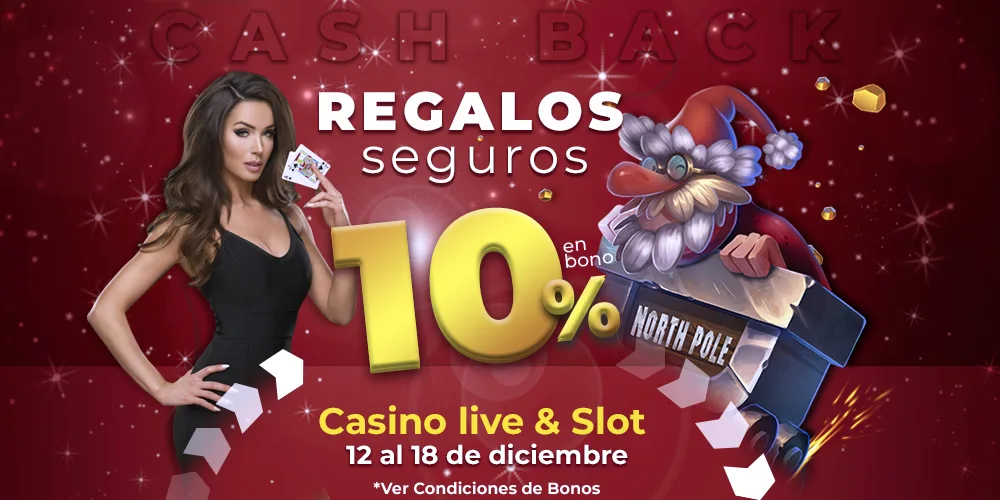 CASH BACK
REGALOS
seguros
10%
en
bono
NORTH POLE
Casino live & Slot
12 al 18 de diciembre
*Ver Condiciones de Bonos